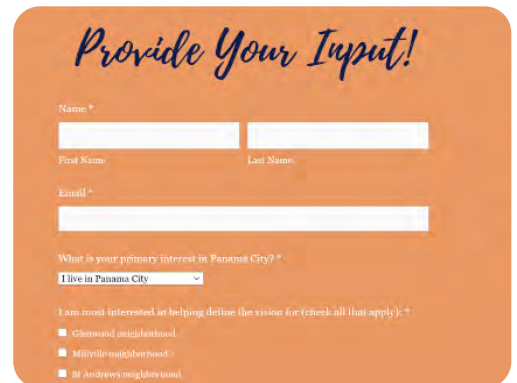 Provide Your Input!
Name *
First Name
Last Name
Email *
What is your primary interest in Panama City? *
I live in Panama City
I am most interested in helping define the vision for (check all that apply): *
Glenwood neighborhood
Millville neighborhood
St Andrews neighborhood